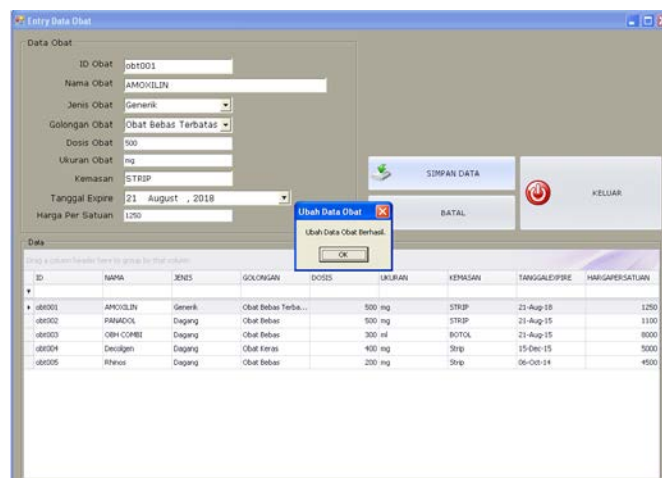 Entry Data Obat
Data Obat
ID Obat obt001
Nama Obat AMOXILIN
Jenis Obat Generik
Golongan Obat Obat Bebas Terbatas
Dosis Obat 500
Ukuran Obat mg
Kemasan STRIP
Tanggal Expire 21 August , 2018
Harga Per Satuan 1250
SIMPAN DATA
BATAL
KELUAR
Ubah Data Obat
Ubah Data Obat Berhasil.
OK
Data
Drag a column header here to group by that column
ID NAMA JENIS GOLONGAN DOSIS UKURAN KEMASAN TANGGALEXPIRE HARGAPERSATUAN
obt001 AMOXILIN Generik Obat Bebas Terba... 500 mg STRIP 21-Aug-18 1250
obt002 PANADOL Dagang Obat Bebas 500 mg STRIP 21-Aug-15 1100
obt003 OBH COMBI Dagang Obat Bebas 300 ml BOTOL 21-Aug-15 8000
obt004 Decolgen Dagang Obat Keras 400 mg Strip 15-Dec-15 5000
obt005 Rhinos Dagang Obat Bebas 200 mg Strip 06-Oct-14 4500